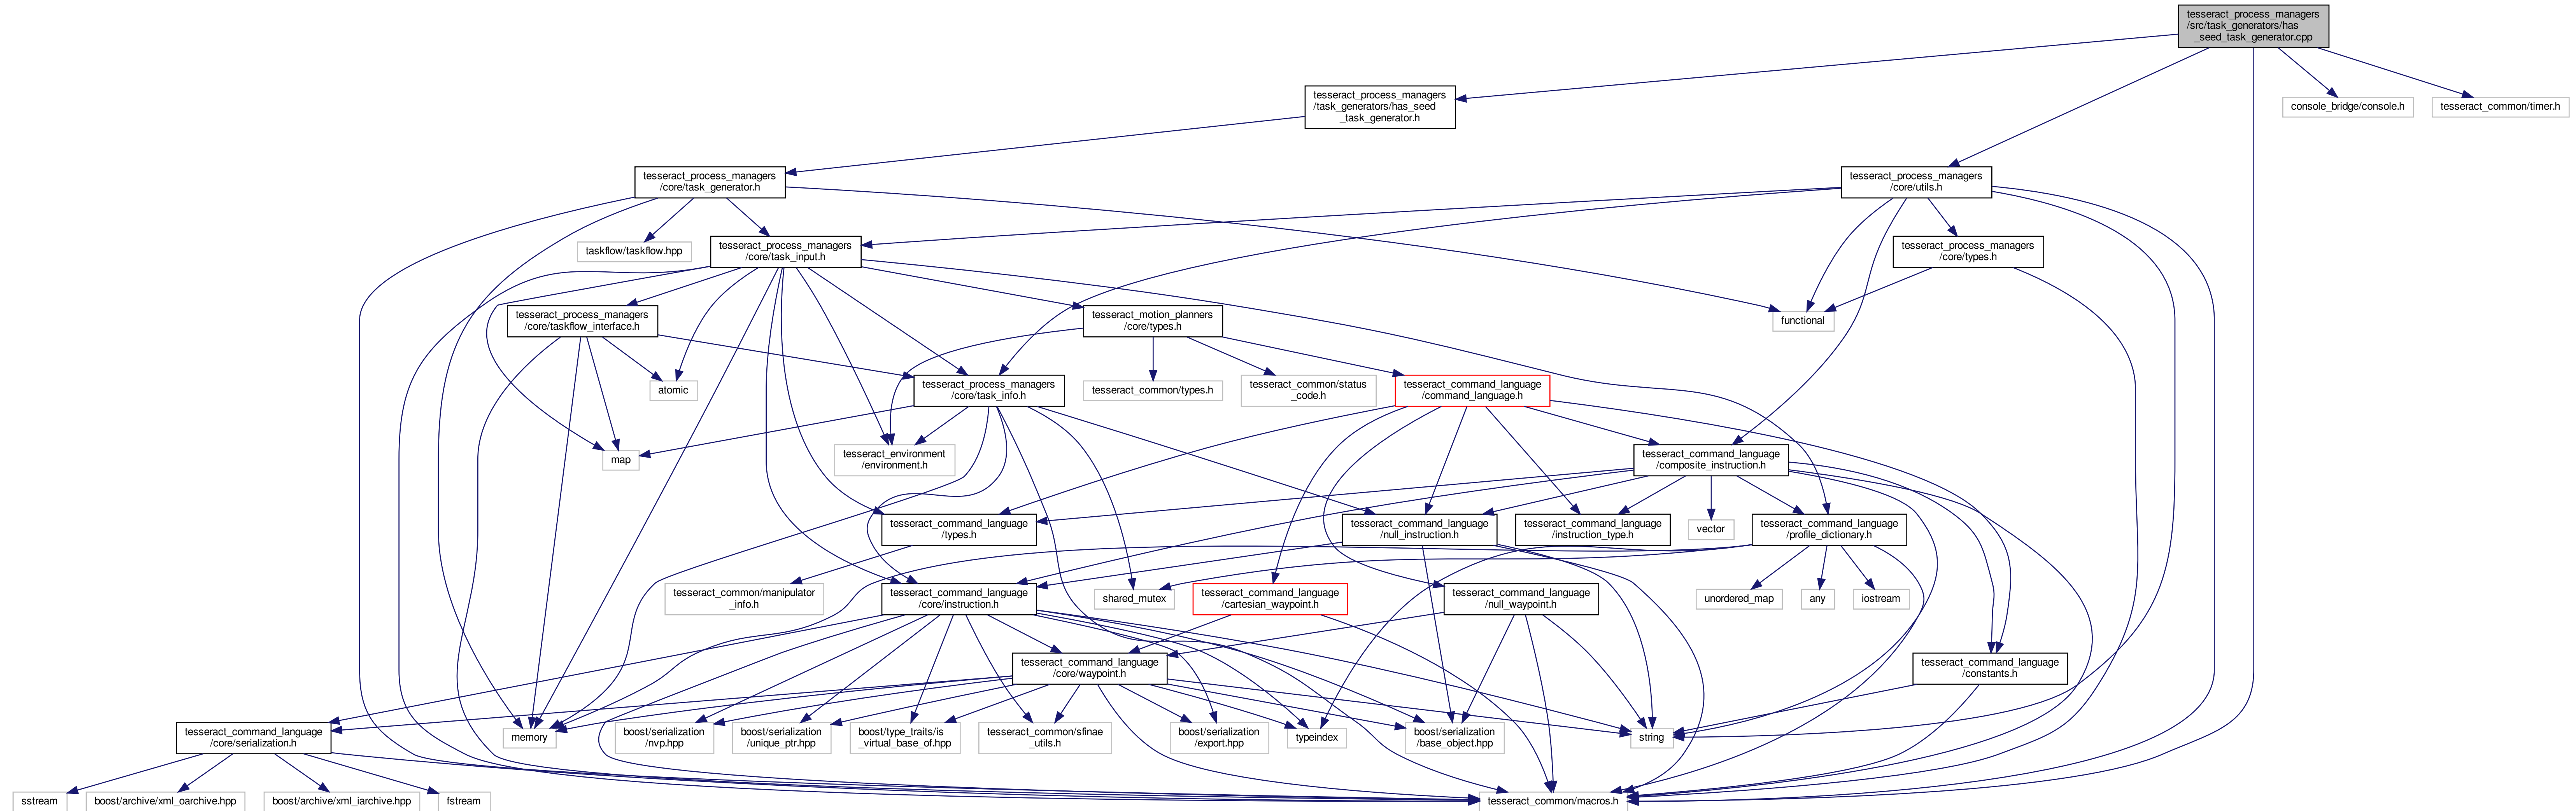 tesseract_process_managers
/src/task_generators/has
_seed_task_generator.cpp
tesseract_process_managers
/task_generators/has_seed
_task_generator.h
console_bridge/console.h
tesseract_common/timer.h
tesseract_process_managers
/core/task_generator.h
tesseract_process_managers
/core/utils.h
taskflow/taskflow.hpp
tesseract_process_managers
/core/task_input.h
tesseract_process_managers
/core/types.h
tesseract_process_managers
/core/taskflow_interface.h
tesseract_motion_planners
/core/types.h
functional
atomic
tesseract_process_managers
/core/task_info.h
tesseract_common/types.h
tesseract_common/status
_code.h
tesseract_command_language
/command_language.h
map
tesseract_environment
/environment.h
tesseract_command_language
/composite_instruction.h
tesseract_command_language
/types.h
tesseract_command_language
/null_instruction.h
tesseract_command_language
/instruction_type.h
vector
tesseract_command_language
/profile_dictionary.h
tesseract_common/manipulator
_info.h
tesseract_command_language
/core/instruction.h
shared_mutex
tesseract_command_language
/cartesian_waypoint.h
tesseract_command_language
/null_waypoint.h
unordered_map
any
iostream
tesseract_command_language
/core/waypoint.h
tesseract_command_language
/constants.h
tesseract_command_language
/core/serialization.h
memory
boost/serialization
/nvp.hpp
boost/serialization
/unique_ptr.hpp
boost/type_traits/is
_virtual_base_of.hpp
tesseract_common/sfinae
_utils.h
boost/serialization
/export.hpp
typeindex
boost/serialization
/base_object.hpp
string
sstream
boost/archive/xml_oarchive.hpp
boost/archive/xml_iarchive.hpp
fstream
tesseract_common/macros.h